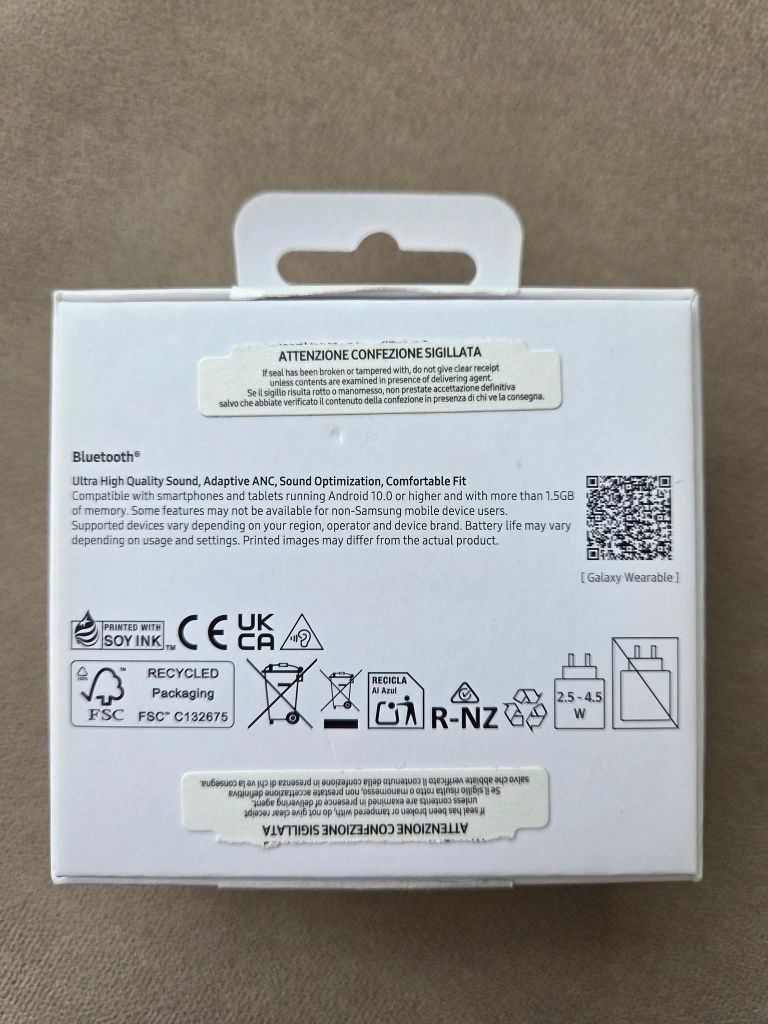 ATTENZIONE CONFEZIONE SIGILLATA
If seal has been broken or tampered with, do not give clear receipt
unless contents are examined in presence of delivering agent.
Se il sigillo risulta rotto o manomesso, non prestate accettazione definitiva
salvo che abbiate verificato il contenuto della confezione in presenza di chi ve la consegna.
Bluetooth®
Ultra High Quality Sound, Adaptive ANC, Sound Optimization, Comfortable Fit
Compatible with smartphones and tablets running Android 10.0 or higher and with more than 1.5GB
of memory. Some features may not be available for non-Samsung mobile device users.
Supported devices vary depending on your region, operator and device brand. Battery life may vary
depending on usage and settings. Printed images may differ from the actual product.
[ Galaxy Wearable ]
PRINTED WITH
SOY INK™
CE
UK
CA
100%
FSC™
RECYCLED
Packaging
FSC™ C132675
RECICLA
Al Azul
R-NZ
2.5 - 4.5
W
ATTENZIONE CONFEZIONE SIGILLATA
If seal has been broken or tampered with, do not give clear receipt
unless contents are examined in presence of delivering agent.
Se il sigillo risulta rotto o manomesso, non prestate accettazione definitiva
salvo che abbiate verificato il contenuto della confezione in presenza di chi ve la consegna.